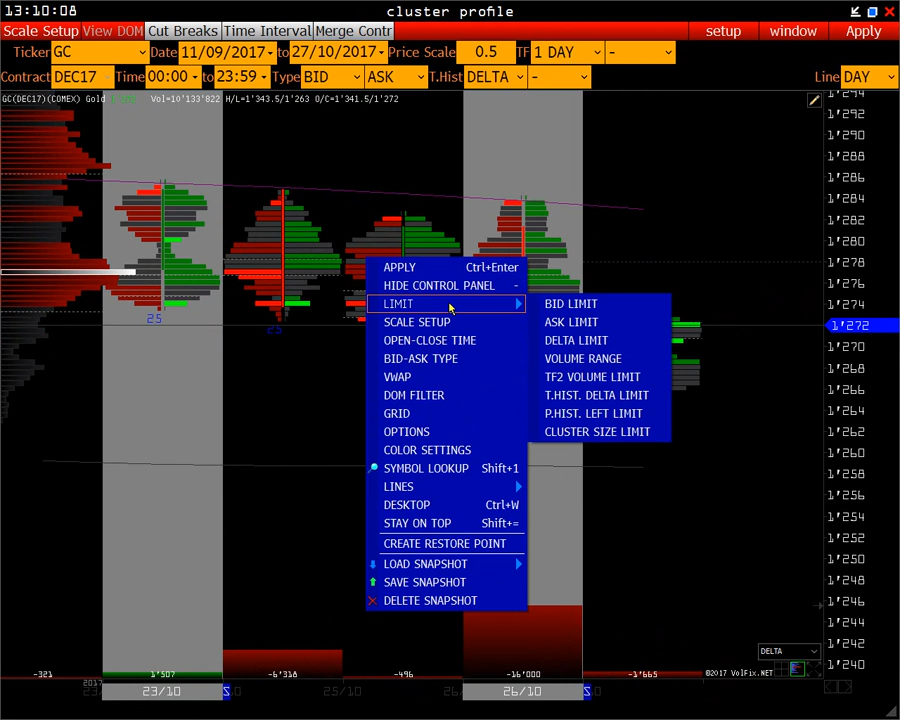 13:10:08 cluster profile
Scale Setup View DOM Cut Breaks Time Interval Merge Contr setup window Apply
Ticker GC Date 11/09/2017 to 27/10/2017 Price Scale 0.5 TF 1 DAY -
Contract DEC17 Time 00:00 to 23:59 Type BID ASK T.Hist DELTA - Line DAY
GC(DEC17)(COMEX) Gold Vol=10'133'822 H/L=1'343.5/1'263 O/C=1'341.5/1'272
1'294
1'292
1'290
1'288
1'286
1'284
1'282
1'280
1'278
1'276
1'274
1'272
1'270
1'268
1'266
1'264
1'262
1'260
1'258
1'256
1'254
1'252
1'250
1'248
1'246
1'244
1'242
1'240
25
25
APPLY Ctrl+Enter
HIDE CONTROL PANEL -
LIMIT
SCALE SETUP
OPEN-CLOSE TIME
BID-ASK TYPE
VWAP
DOM FILTER
GRID
OPTIONS
COLOR SETTINGS
SYMBOL LOOKUP Shift+1
LINES
DESKTOP Ctrl+W
STAY ON TOP Shift+=
CREATE RESTORE POINT
LOAD SNAPSHOT
SAVE SNAPSHOT
DELETE SNAPSHOT
BID LIMIT
ASK LIMIT
DELTA LIMIT
VOLUME RANGE
TF2 VOLUME LIMIT
T.HIST. DELTA LIMIT
P.HIST. LEFT LIMIT
CLUSTER SIZE LIMIT
DELTA
-321 1'507 -6'318 -496 -16'000 -1'665 ©2017 VolFix.NET
2017
23/10 S 25/10 26/10 S